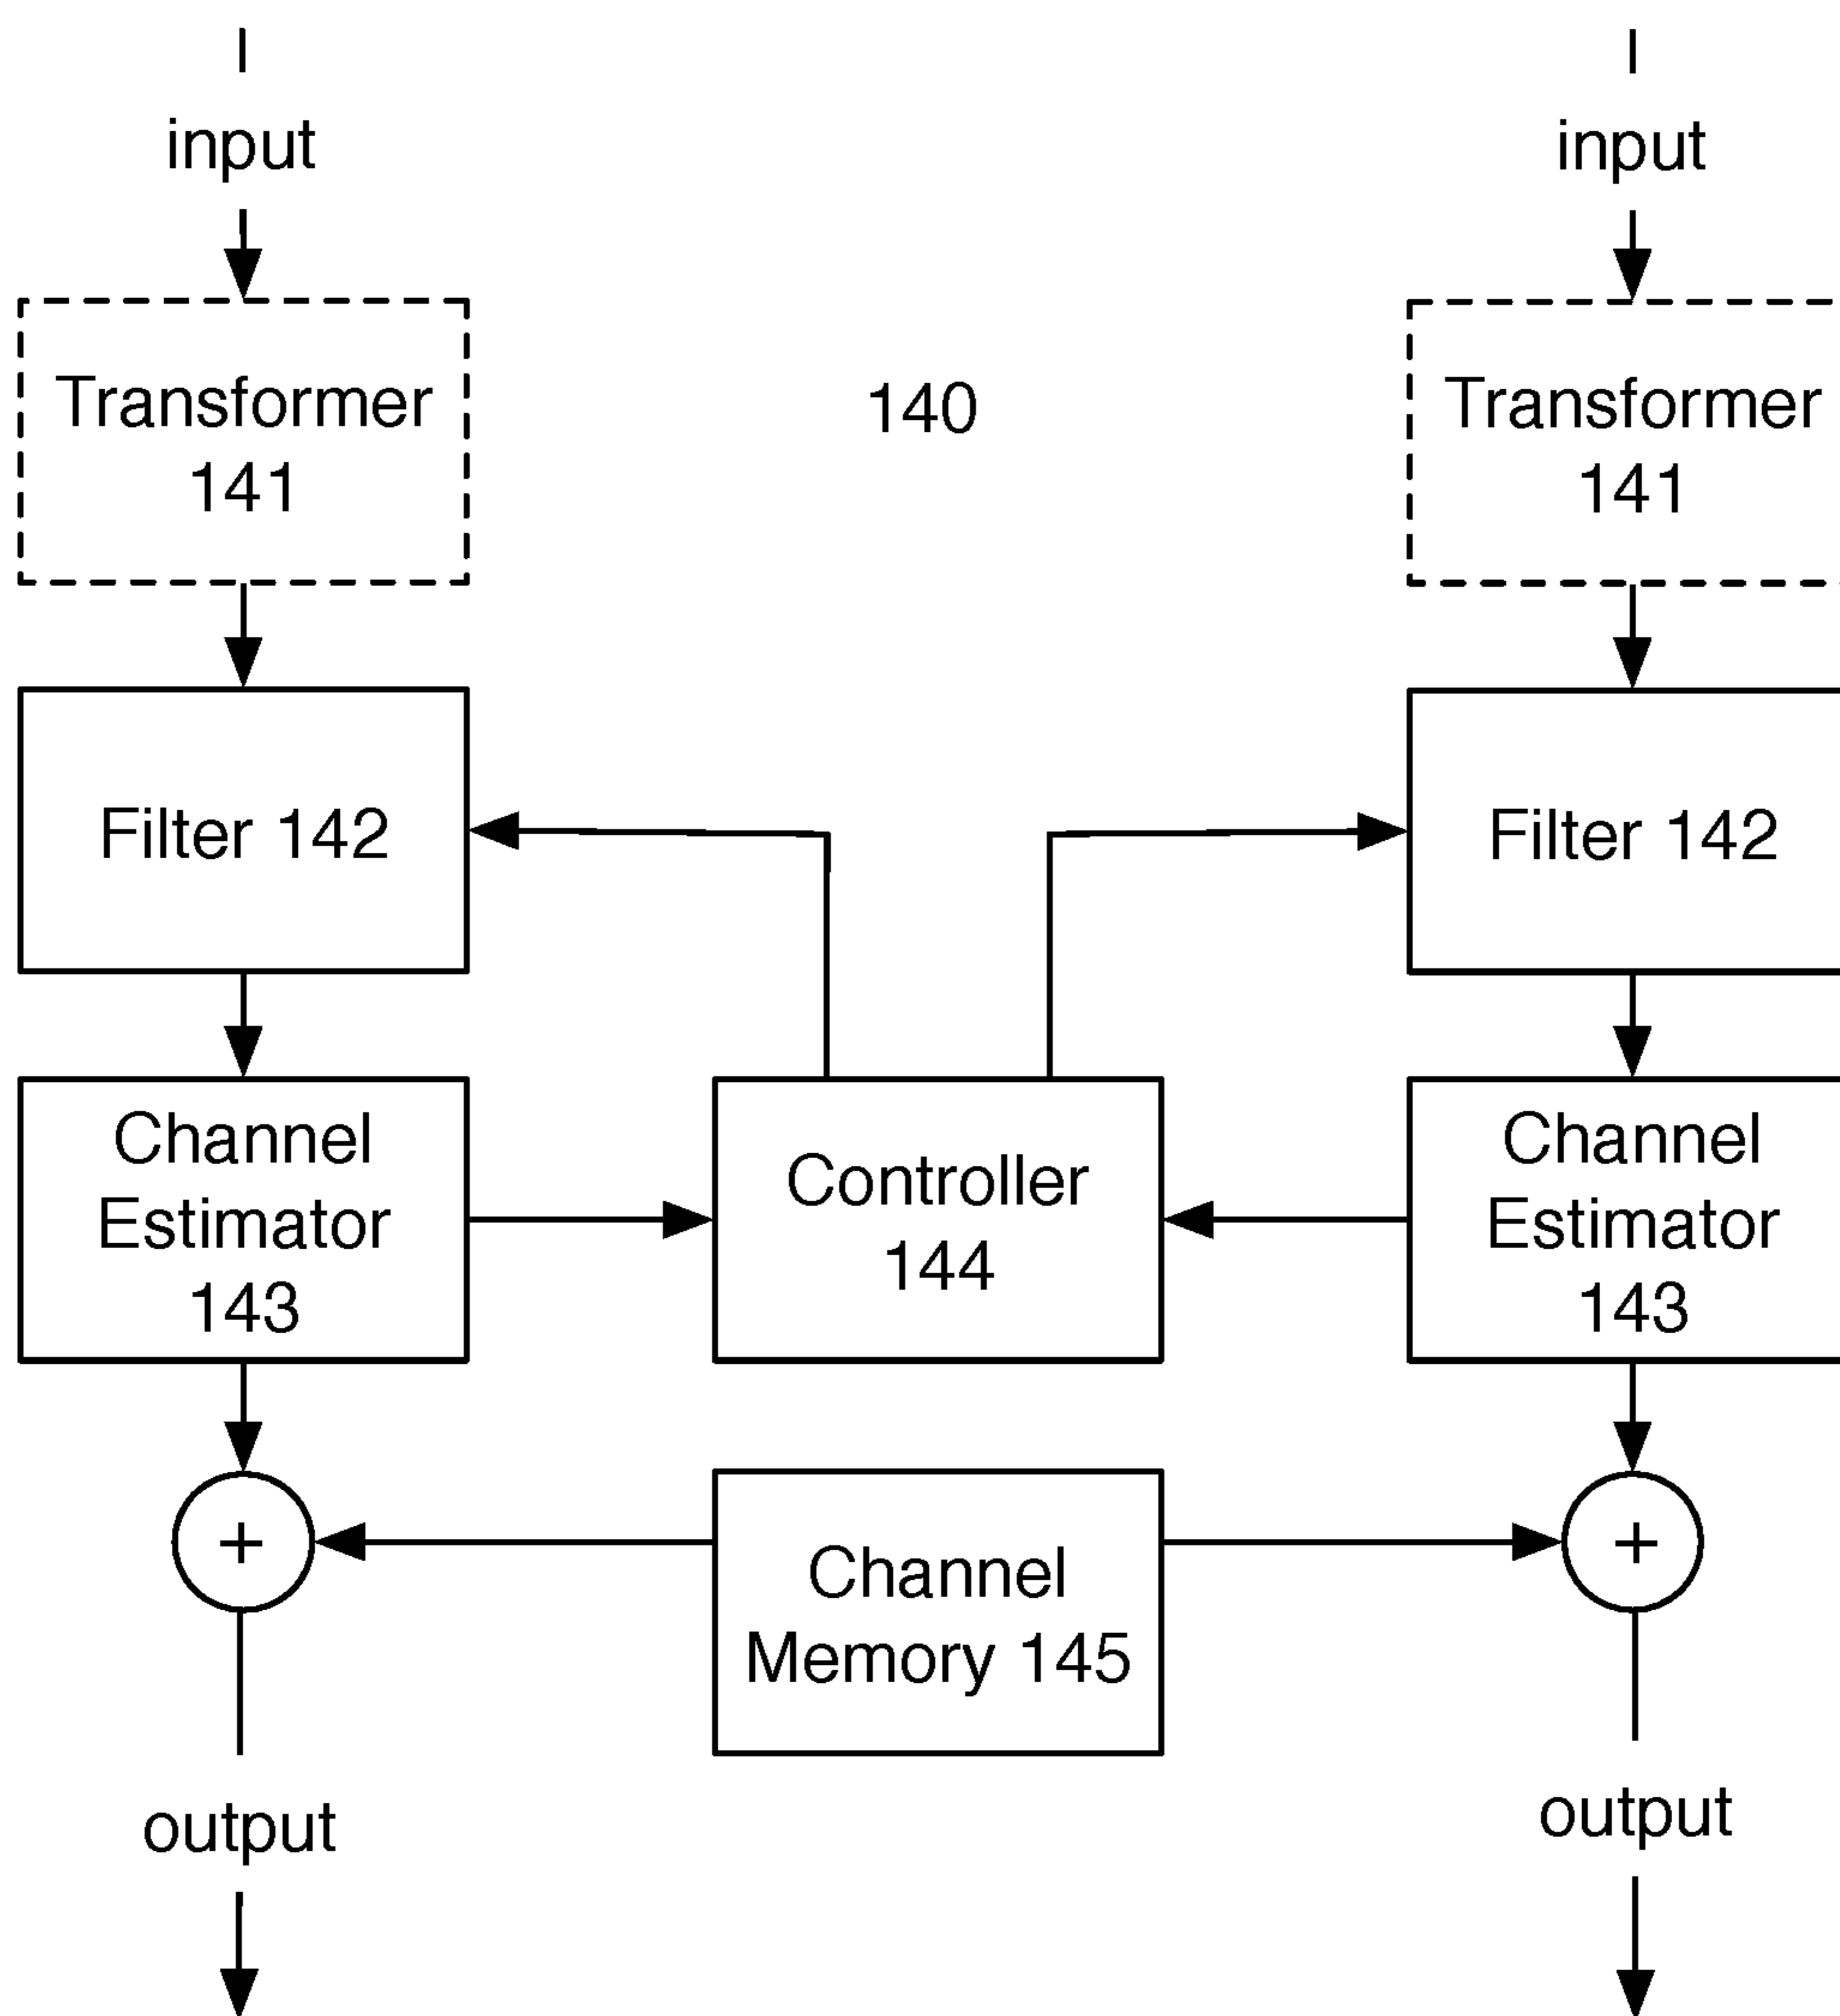 input
input
Transformer
141
140
Transformer
141
Filter 142
Filter 142
Channel
Estimator
143
Controller
144
Channel
Estimator
143
+
Channel
Memory 145
+
output
output